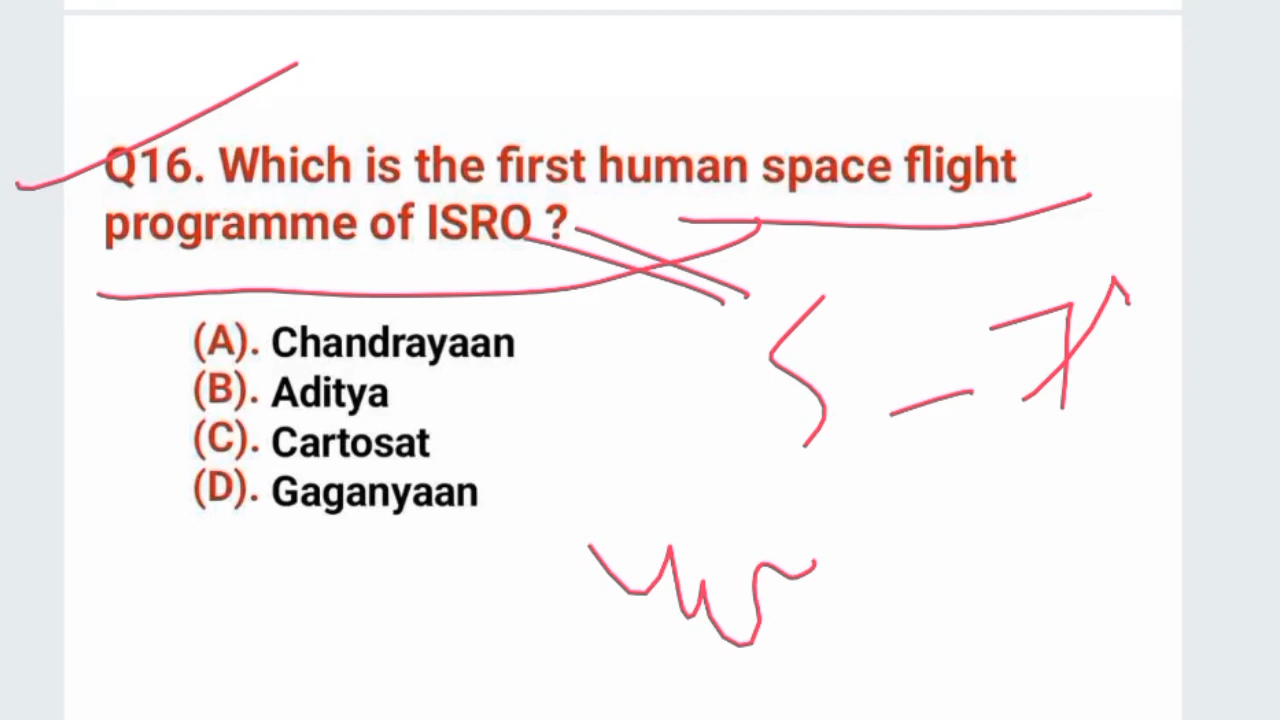 Q16. Which is the first human space flight
programme of ISRO ?
(A). Chandrayaan
(B). Aditya
(C). Cartosat
(D). Gaganyaan